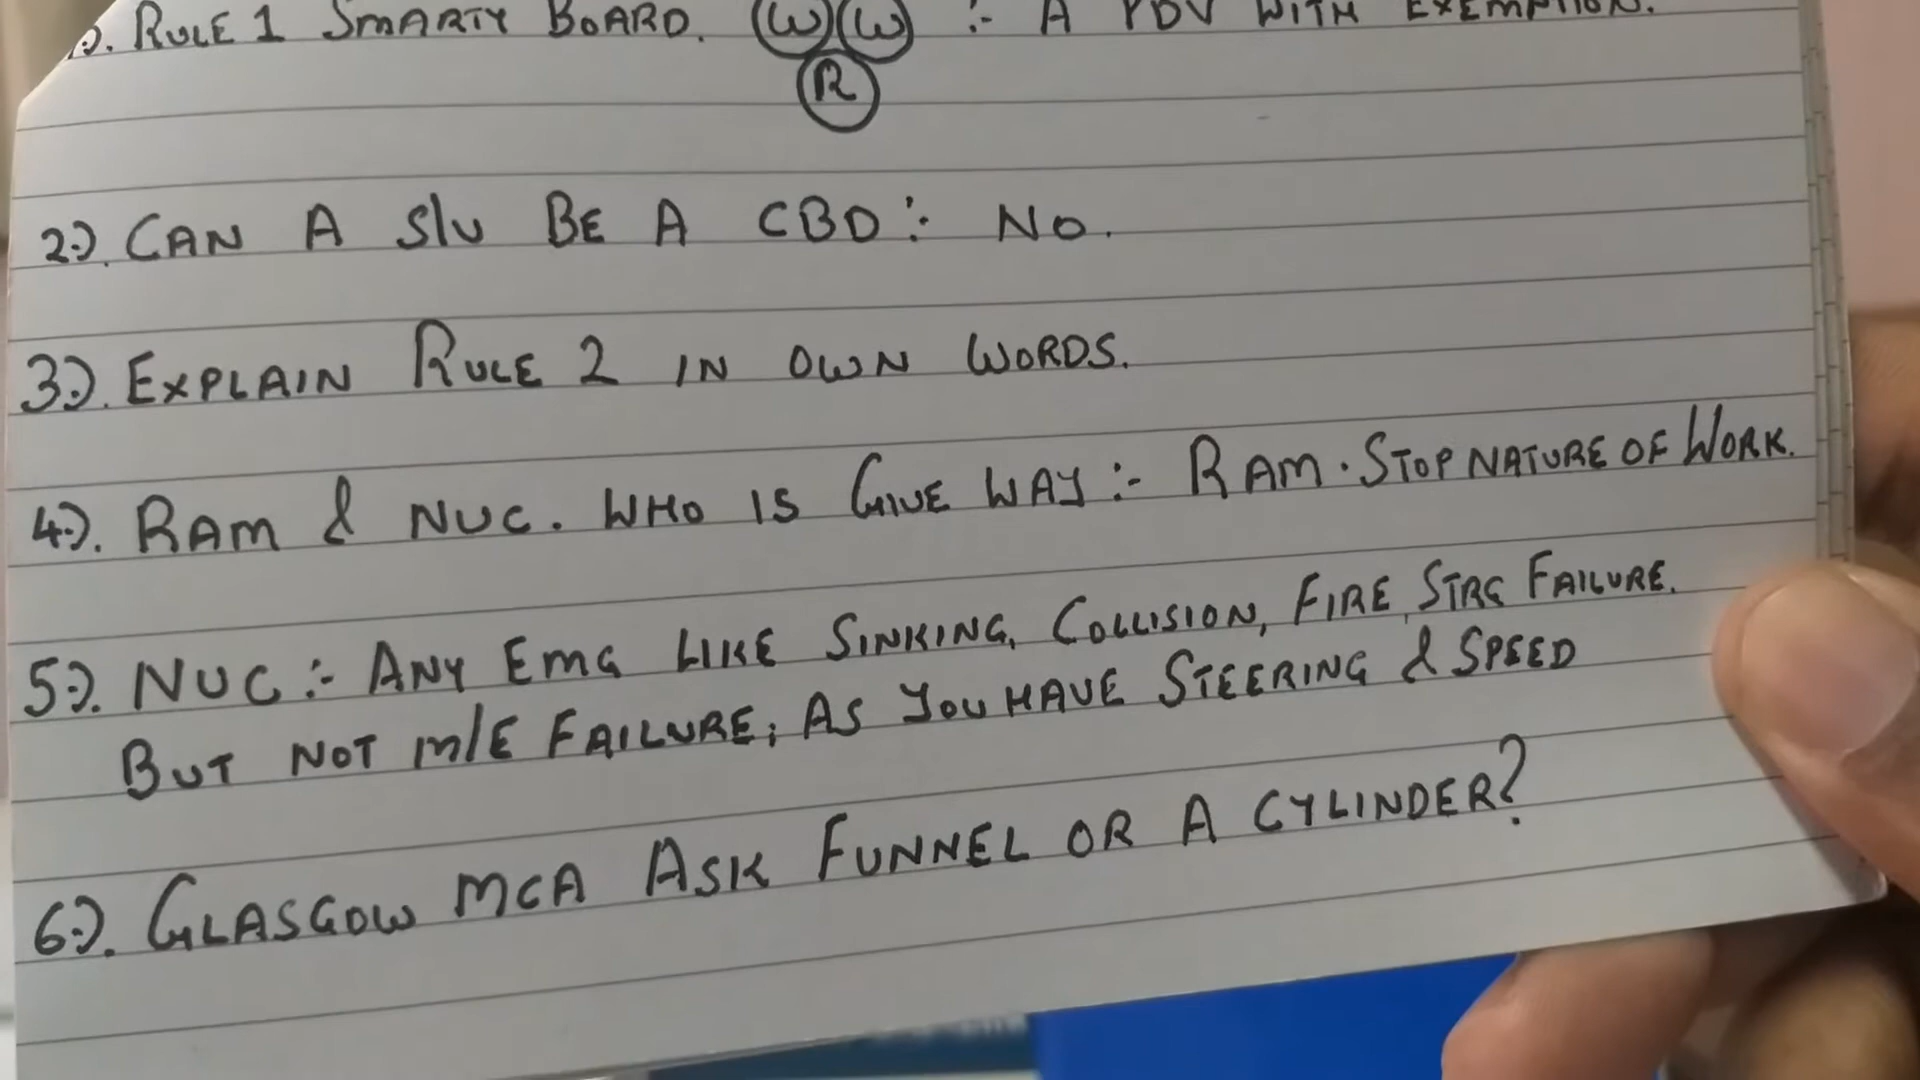 1:). RULE 1 SMARTY BOARD. W W :- A PDV WITH EXEMPTION.
R
2:). CAN A S/V BE A CBD :- NO.
3:). EXPLAIN RULE 2 IN OWN WORDS.
4:). RAM & NUC. WHO IS GIVE WAY :- RAM. STOP NATURE OF WORK.
5:). NUC :- ANY EMG LIKE SINKING, COLLISION, FIRE, STRG FAILURE.
BUT NOT M/E FAILURE; AS YOU HAVE STEERING & SPEED
6:). GLASGOW MCA ASK FUNNEL OR A CYLINDER?